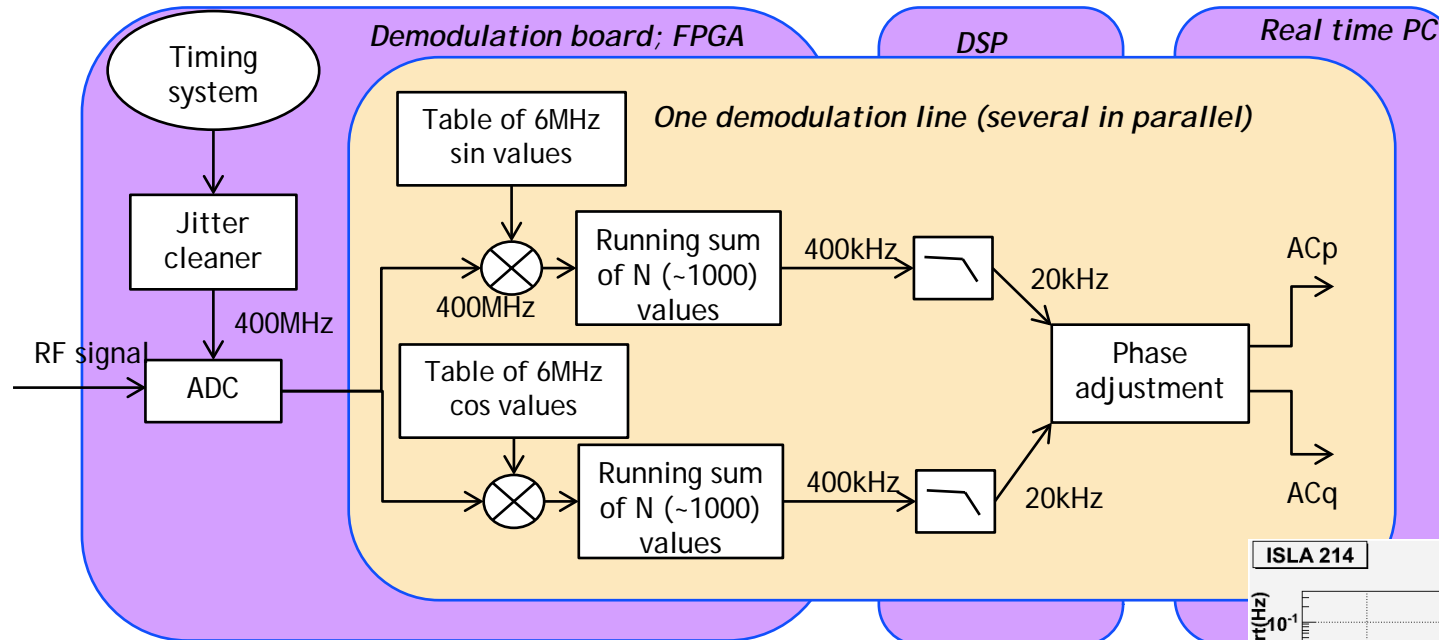 Demodulation board; FPGA
DSP
Real time PC
Timing
system
One demodulation line (several in parallel)
Table of 6MHz
sin values
Jitter
cleaner
Running sum
of N (~1000)
values
400kHz
20kHz
ACp
400MHz
400MHz
RF signal
ADC
Table of 6MHz
cos values
Phase
adjustment
Running sum
of N (~1000)
values
400kHz
20kHz
ACq
ISLA 214
10-1
rt(Hz)